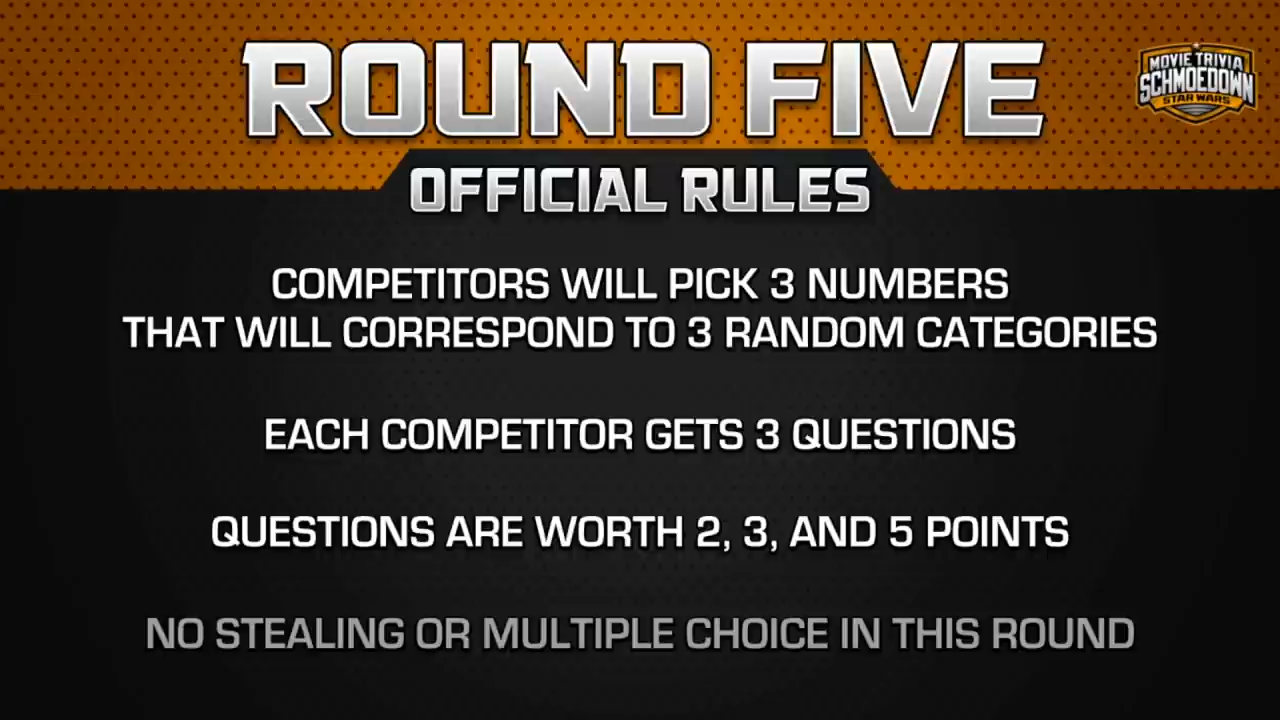 ROUND FIVE
MOVIE TRIVIA
SCHMOEDOWN
STAR WARS
OFFICIAL RULES
COMPETITORS WILL PICK 3 NUMBERS
THAT WILL CORRESPOND TO 3 RANDOM CATEGORIES
EACH COMPETITOR GETS 3 QUESTIONS
QUESTIONS ARE WORTH 2, 3, AND 5 POINTS
NO STEALING OR MULTIPLE CHOICE IN THIS ROUND